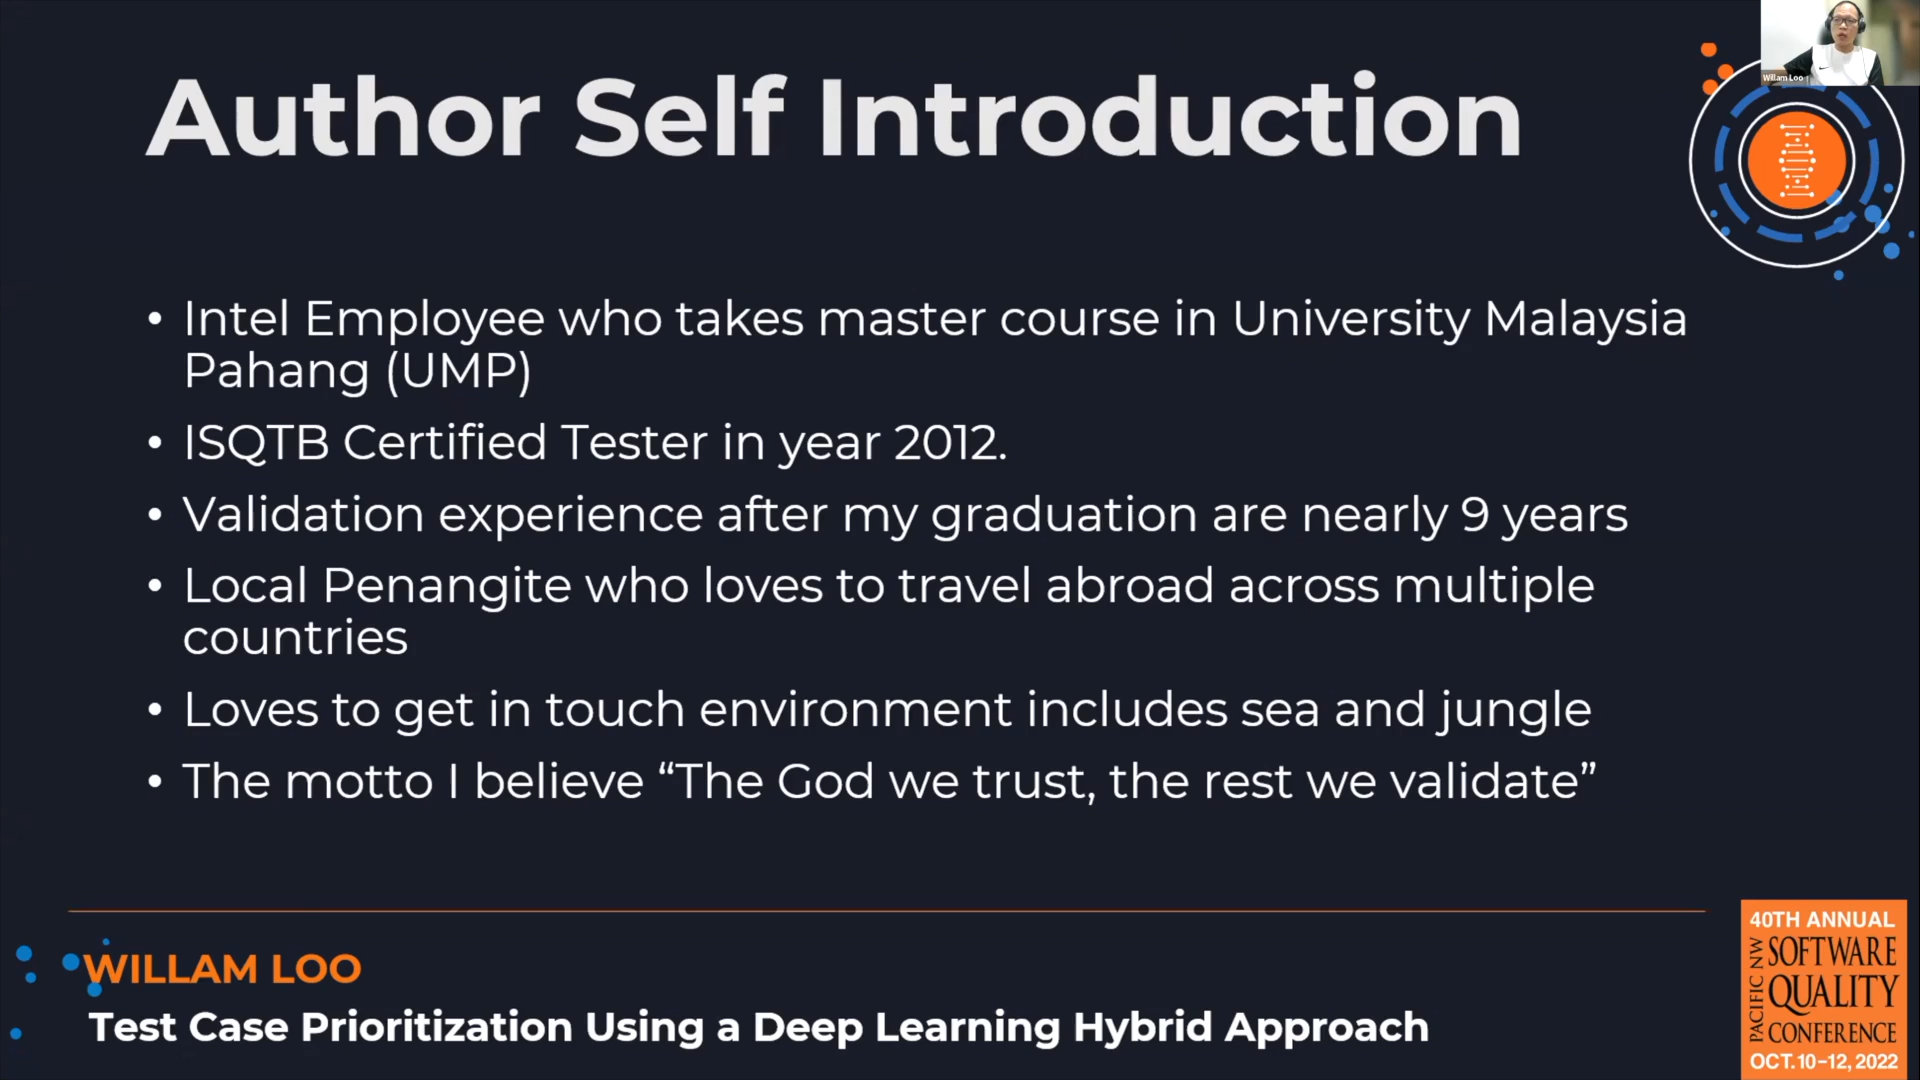 Willam Loo
Author Self Introduction
• Intel Employee who takes master course in University Malaysia
Pahang (UMP)
• ISQTB Certified Tester in year 2012.
• Validation experience after my graduation are nearly 9 years
• Local Penangite who loves to travel abroad across multiple
countries
• Loves to get in touch environment includes sea and jungle
• The motto I believe “The God we trust, the rest we validate”
WILLAM LOO
Test Case Prioritization Using a Deep Learning Hybrid Approach
40TH ANNUAL
PACIFIC NW
SOFTWARE
QUALITY
CONFERENCE
OCT. 10–12, 2022